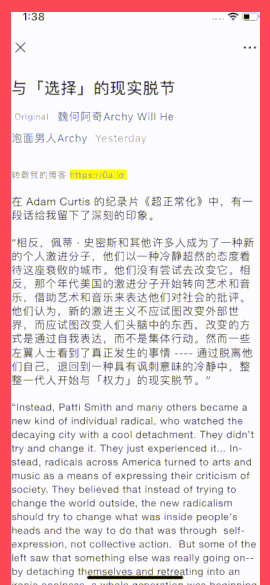 1:38
与「选择」的现实脱节
Original 魏何阿奇Archy Will He
泡面男人Archy Yesterday
转载我的博客 https://0a.io
在 Adam Curtis 的纪录片《超正常化》中，有一
段话给我留下了深刻的印象。
“相反，佩蒂 · 史密斯和其他许多人成为了一种新
的个人激进分子，他们以一种冷静超然的态度看
待这座衰败的城市。他们没有尝试去改变它。相
反，那个年代美国的激进分子开始转向艺术和音
乐，借助艺术和音乐来表达他们对社会的批评。
他们认为，新的激进主义不应试图改变外部世
界，而应试图改变人们头脑中的东西，改变的方
式是通过自我表达，而不是集体行动。然而一些
左翼人士看到了真正发生的事情 ---- 通过脱离他
们自己，退回到一种具有讽刺意味的冷静中，整
整一代人开始与「权力」的现实脱节。”
“Instead, Patti Smith and many others became a
new kind of individual radical, who watched the
decaying city with a cool detachment. They didn’t
try and change it. They just experienced it... In-
stead, radicals across America turned to arts and
music as a means of expressing their criticism of
society. They believed that instead of trying to
change the world outside, the new radicalism
should try to change what was inside people’s
heads and the way to do that was through self-
expression, not collective action. But some of the
left saw that something else was really going on--
by detaching themselves and retreating into an
ironic coolness, a whole generation was beginning